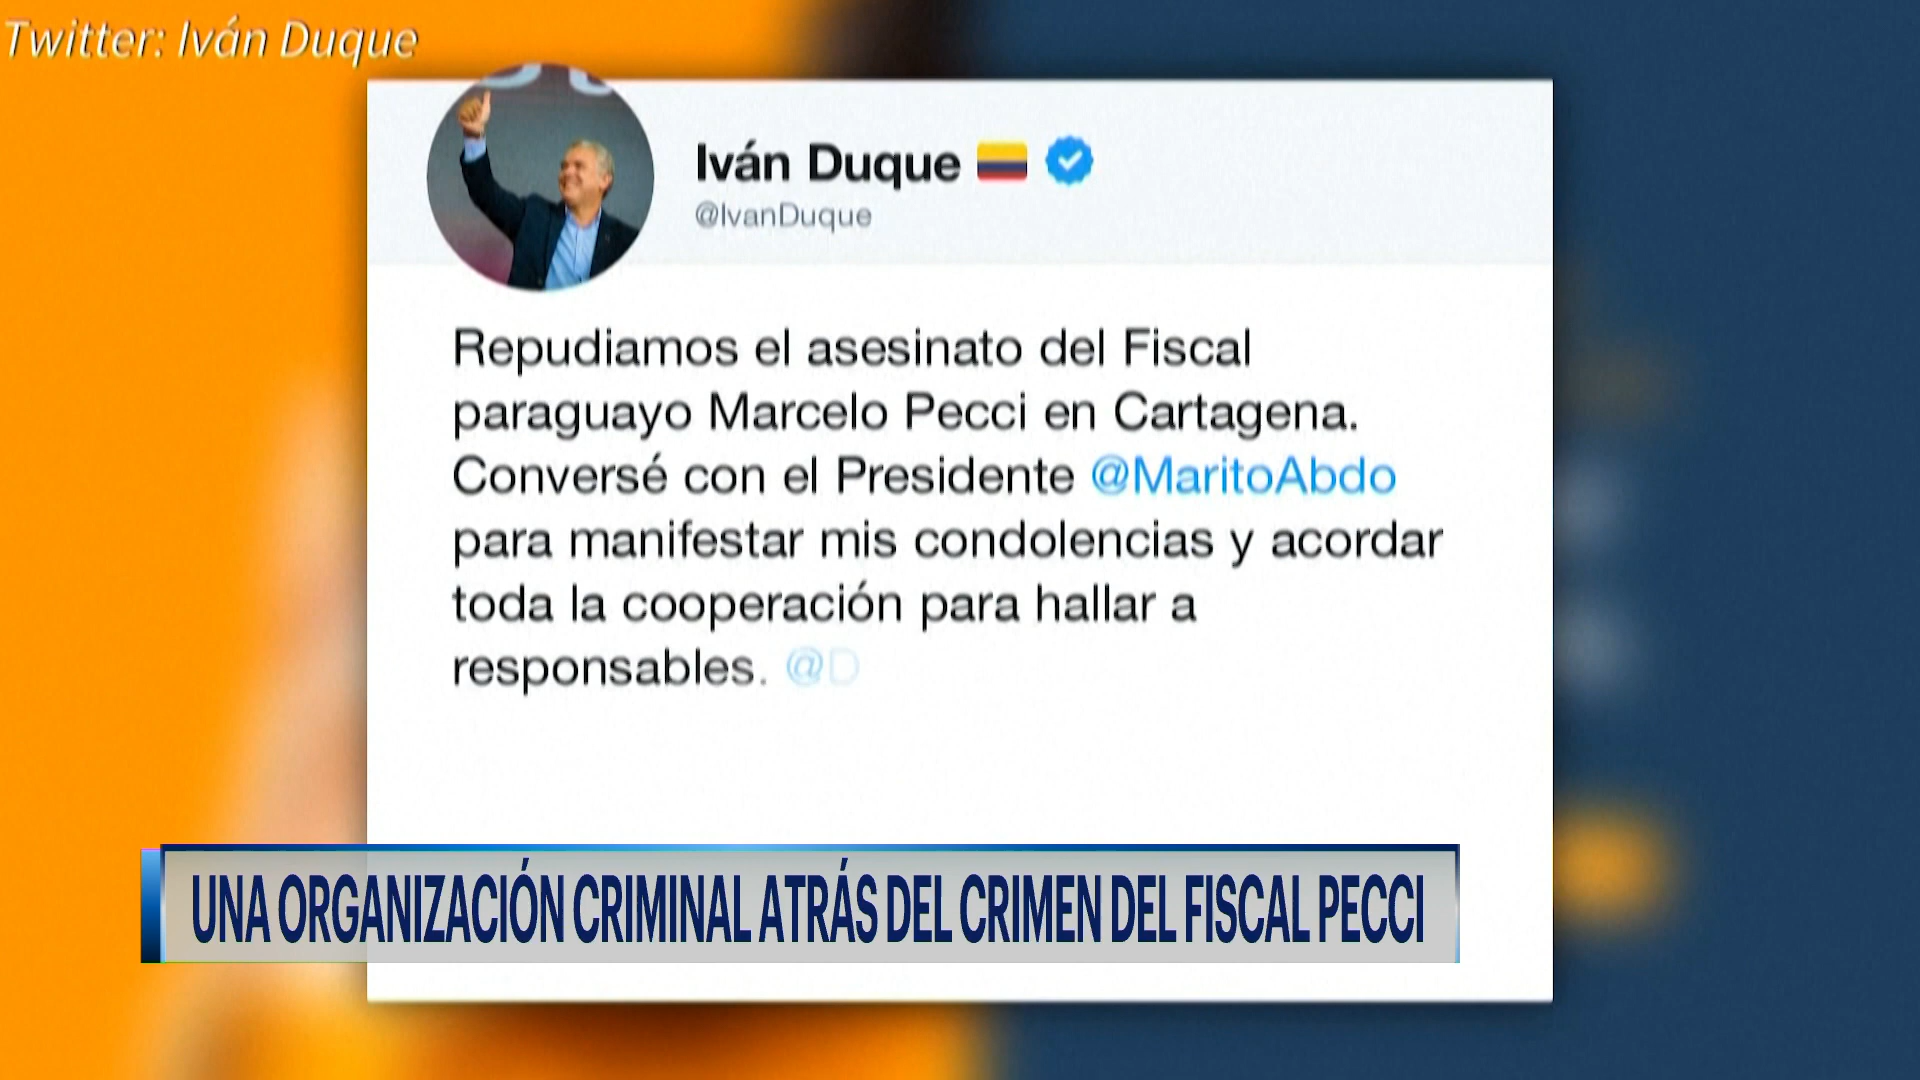 Twitter: Iván Duque
Iván Duque
@IvanDuque
Repudiamos el asesinato del Fiscal
paraguayo Marcelo Pecci en Cartagena.
Conversé con el Presidente @MaritoAbdo
para manifestar mis condolencias y acordar
toda la cooperación para hallar a
responsables. @D
UNA ORGANIZACIÓN CRIMINAL ATRÁS DEL CRIMEN DEL FISCAL PECCI